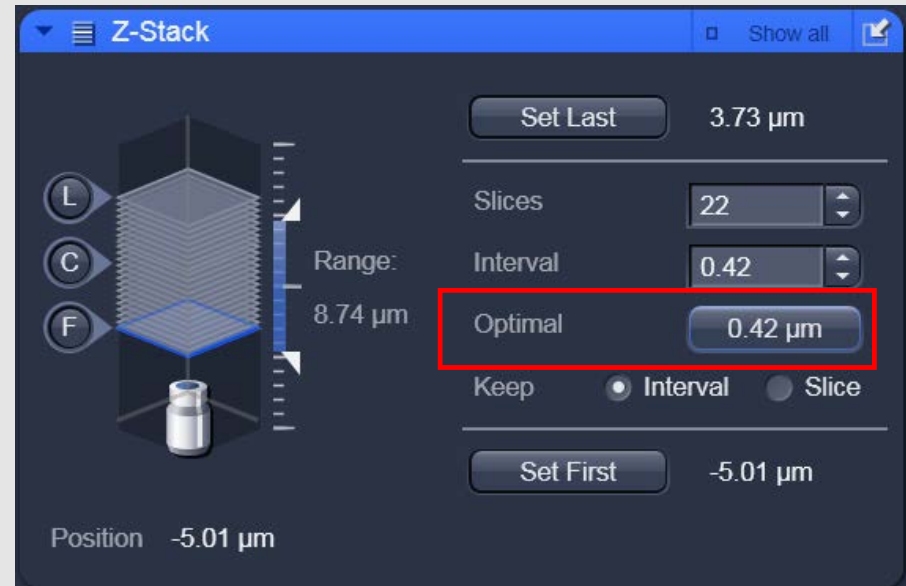 Z-Stack Show all
Set Last 3.73 µm
L
Slices 22
C
Range:
Interval 0.42
8.74 µm
F
Optimal 0.42 µm
Keep Interval Slice
Set First -5.01 µm
Position -5.01 µm